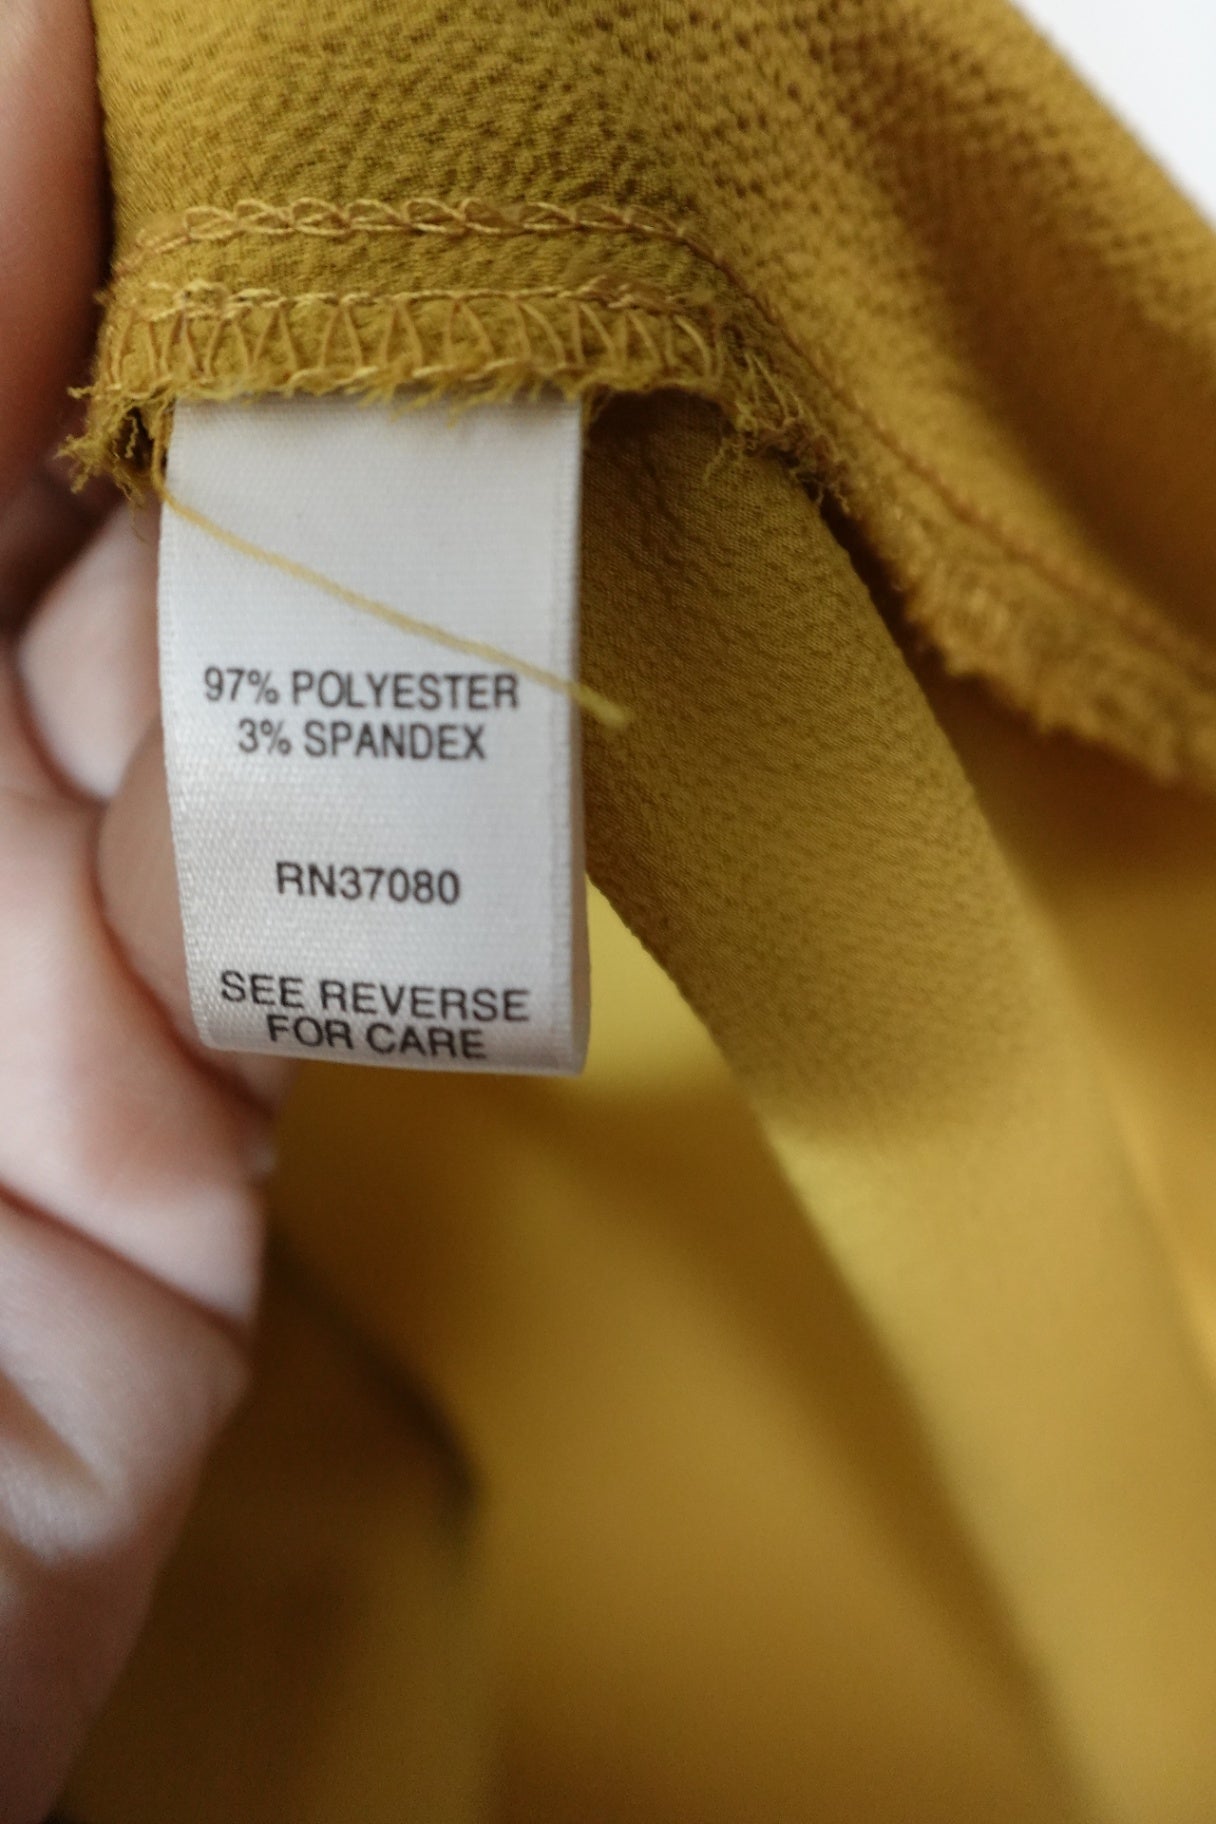 97% POLYESTER
3% SPANDEX
RN37080
SEE REVERSE
FOR CARE